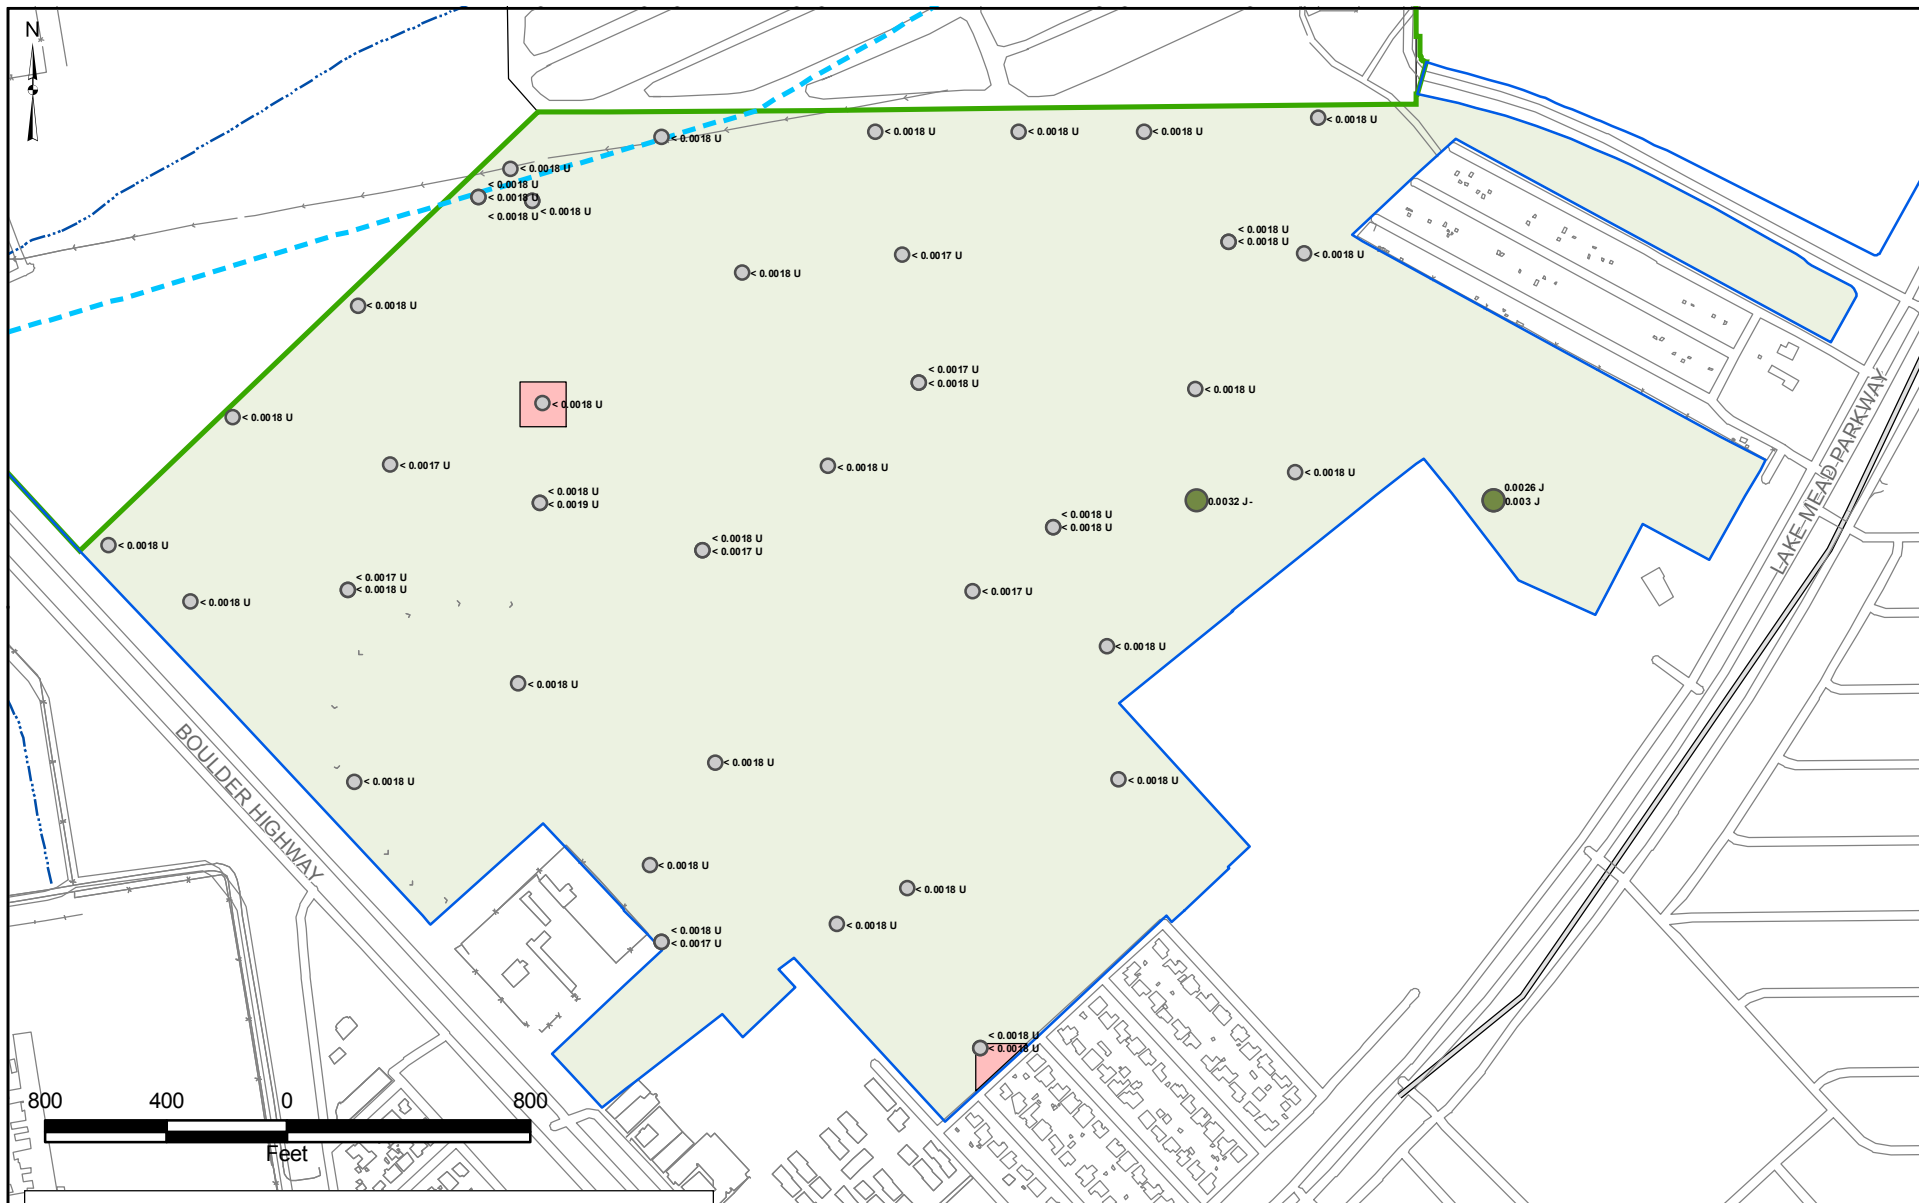 N
< 0.0018 U
< 0.0018 U
< 0.0018 U
< 0.0018 U
< 0.0018 U
< 0.0018 U
< 0.0018 U
< 0.0018 U
< 0.0018 U
< 0.0018 U
< 0.0018 U
< 0.0018 U
< 0.0017 U
< 0.0018 U
< 0.0018 U
< 0.0018 U
< 0.0018 U
< 0.0017 U
< 0.0018 U
< 0.0018 U
< 0.0018 U
< 0.0018 U
< 0.0017 U
< 0.0018 U
< 0.0018 U
0.0026 J
0.003 J
< 0.0018 U
< 0.0019 U
0.0032 J-
< 0.0018 U
< 0.0018 U
< 0.0018 U
< 0.0017 U
< 0.0018 U
< 0.0017 U
< 0.0018 U
< 0.0017 U
< 0.0018 U
< 0.0018 U
< 0.0018 U
< 0.0018 U
< 0.0018 U
< 0.0018 U
< 0.0018 U
< 0.0018 U
< 0.0018 U
< 0.0018 U
< 0.0017 U
< 0.0018 U
< 0.0018 U
LAKE MEAD PARKWAY
BOULDER HIGHWAY
800 400 0 800
Feet